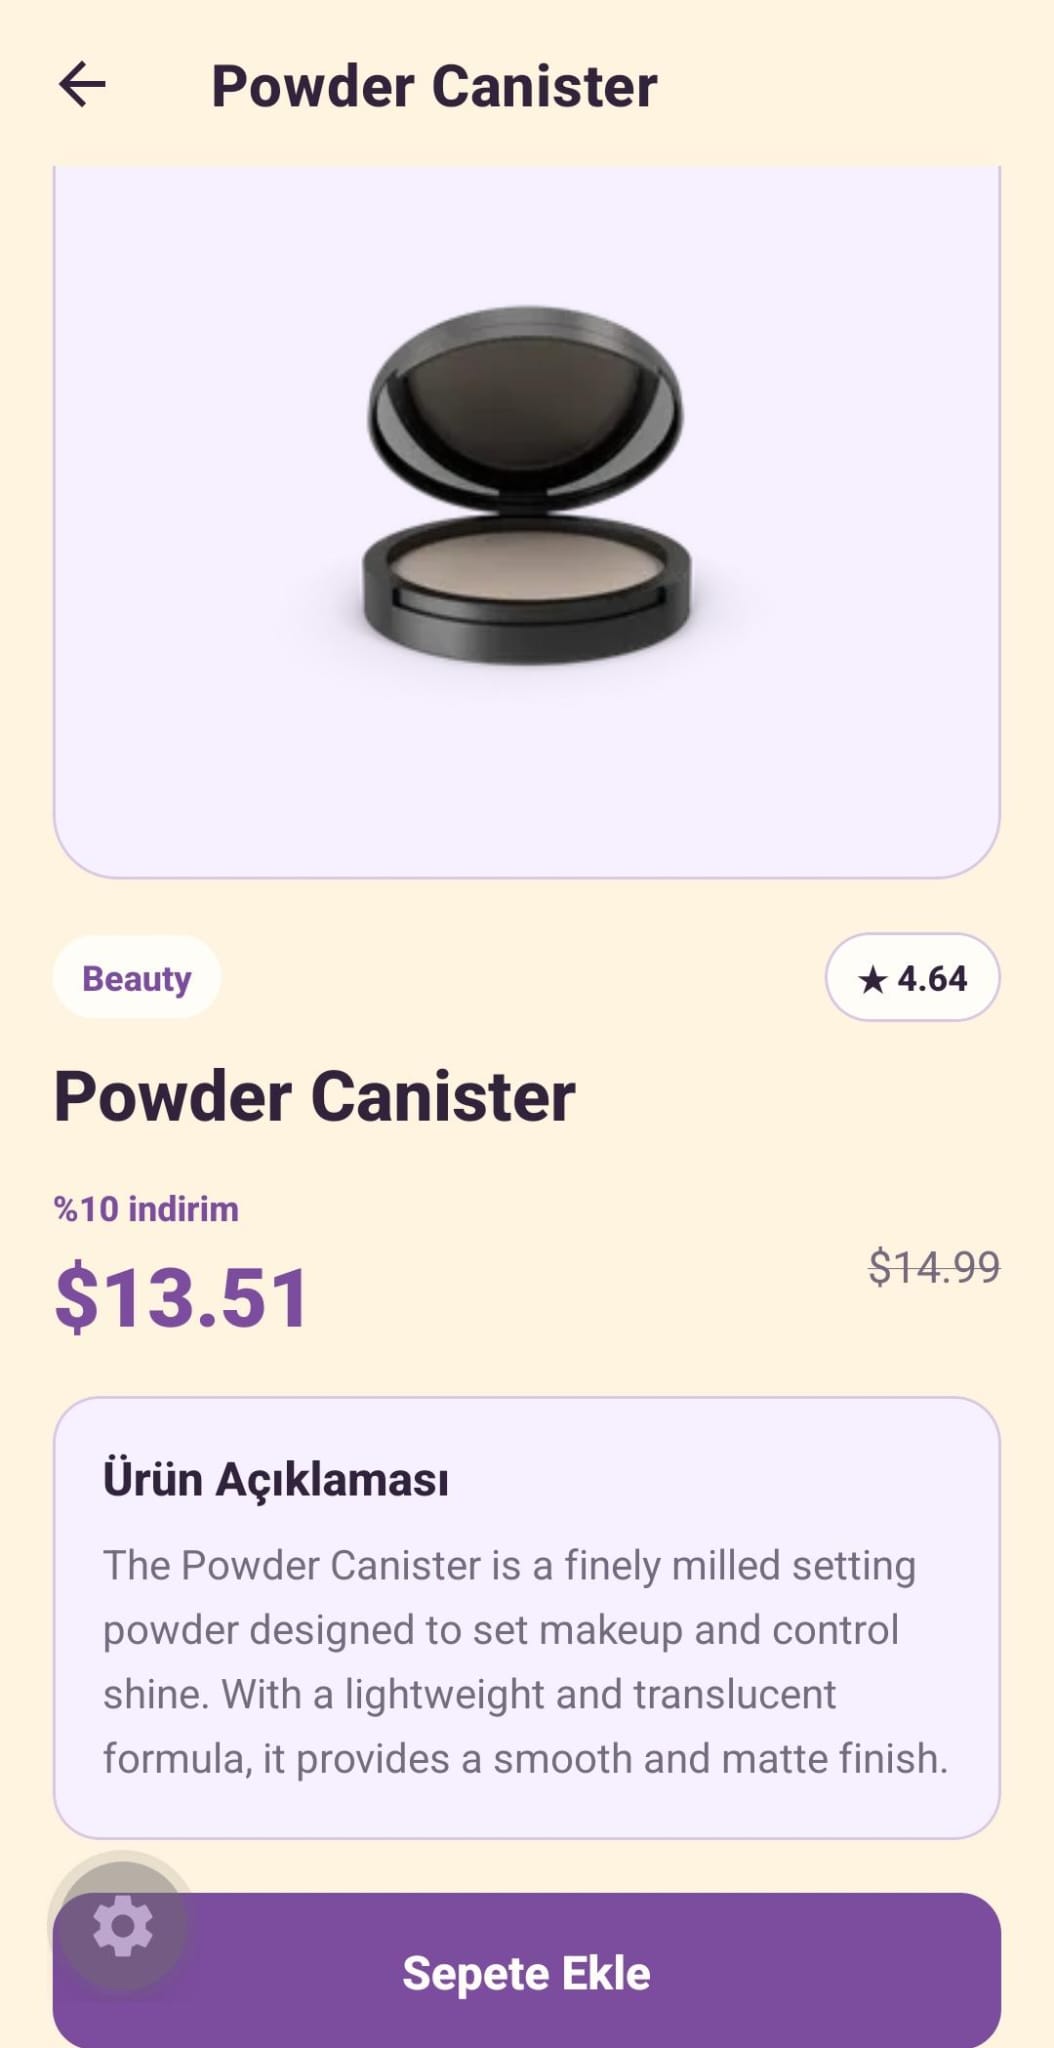 Powder Canister
Beauty
★ 4.64
Powder Canister
%10 indirim
$13.51
$14.99
Ürün Açıklaması
The Powder Canister is a finely milled setting
powder designed to set makeup and control
shine. With a lightweight and translucent
formula, it provides a smooth and matte finish.
Sepete Ekle